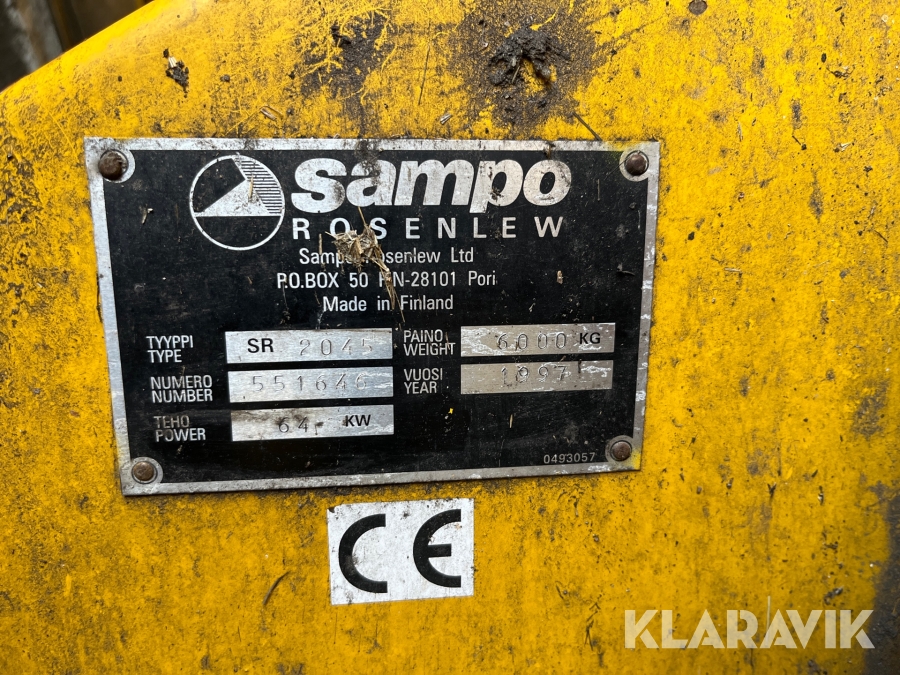 sampo
ROSENLEW
Sampo Rosenlew Ltd
P.O.BOX 50 FIN-28101 Pori
Made in Finland
TYYPPI
TYPE
SR 2045
PAINO
WEIGHT
6000 KG
NUMERO
NUMBER
551646
VUOSI
YEAR
1997
TEHO
POWER
64 KW
0493057
CE
KLARAVIK